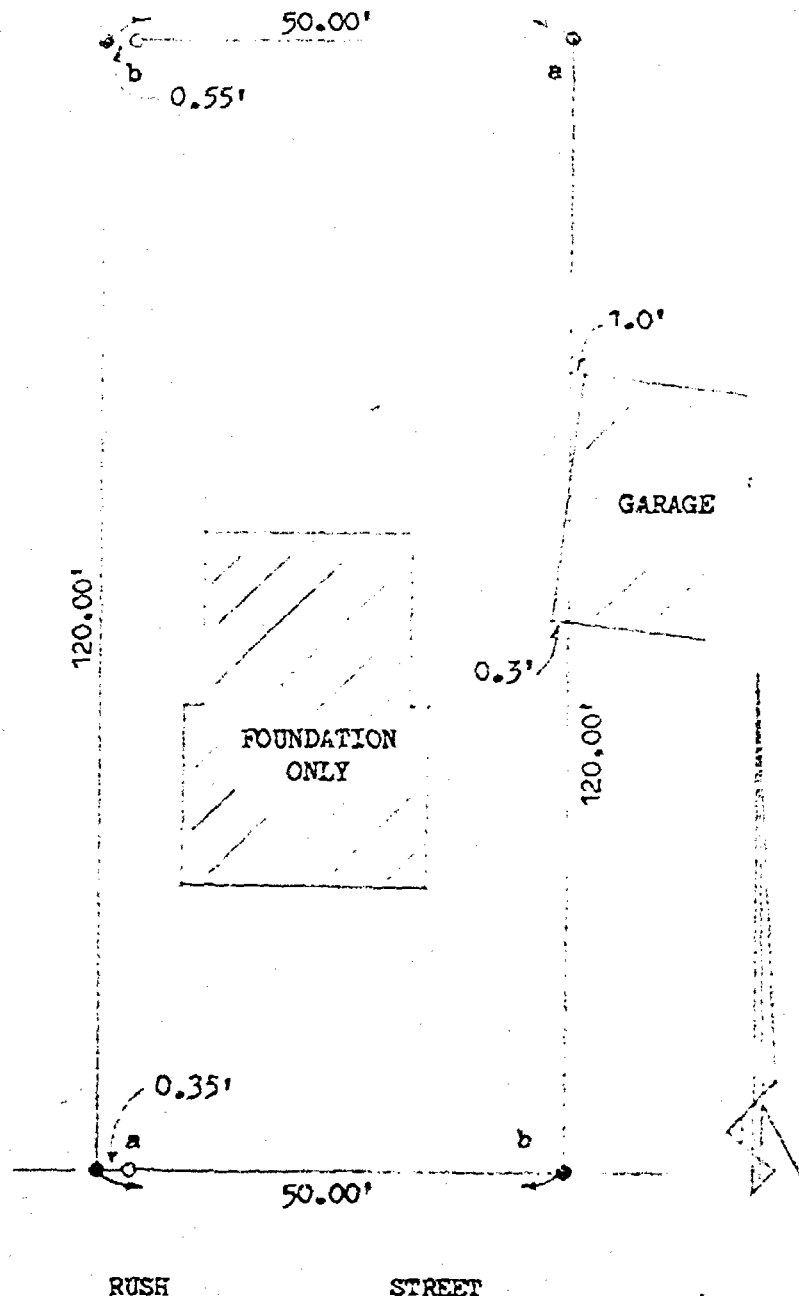 50.00'
b
a
0.55'
1.0'
GARAGE
120.00'
0.3'
FOUNDATION
ONLY
120.00'
0.35'
a
b
50.00'
RUSH STREET